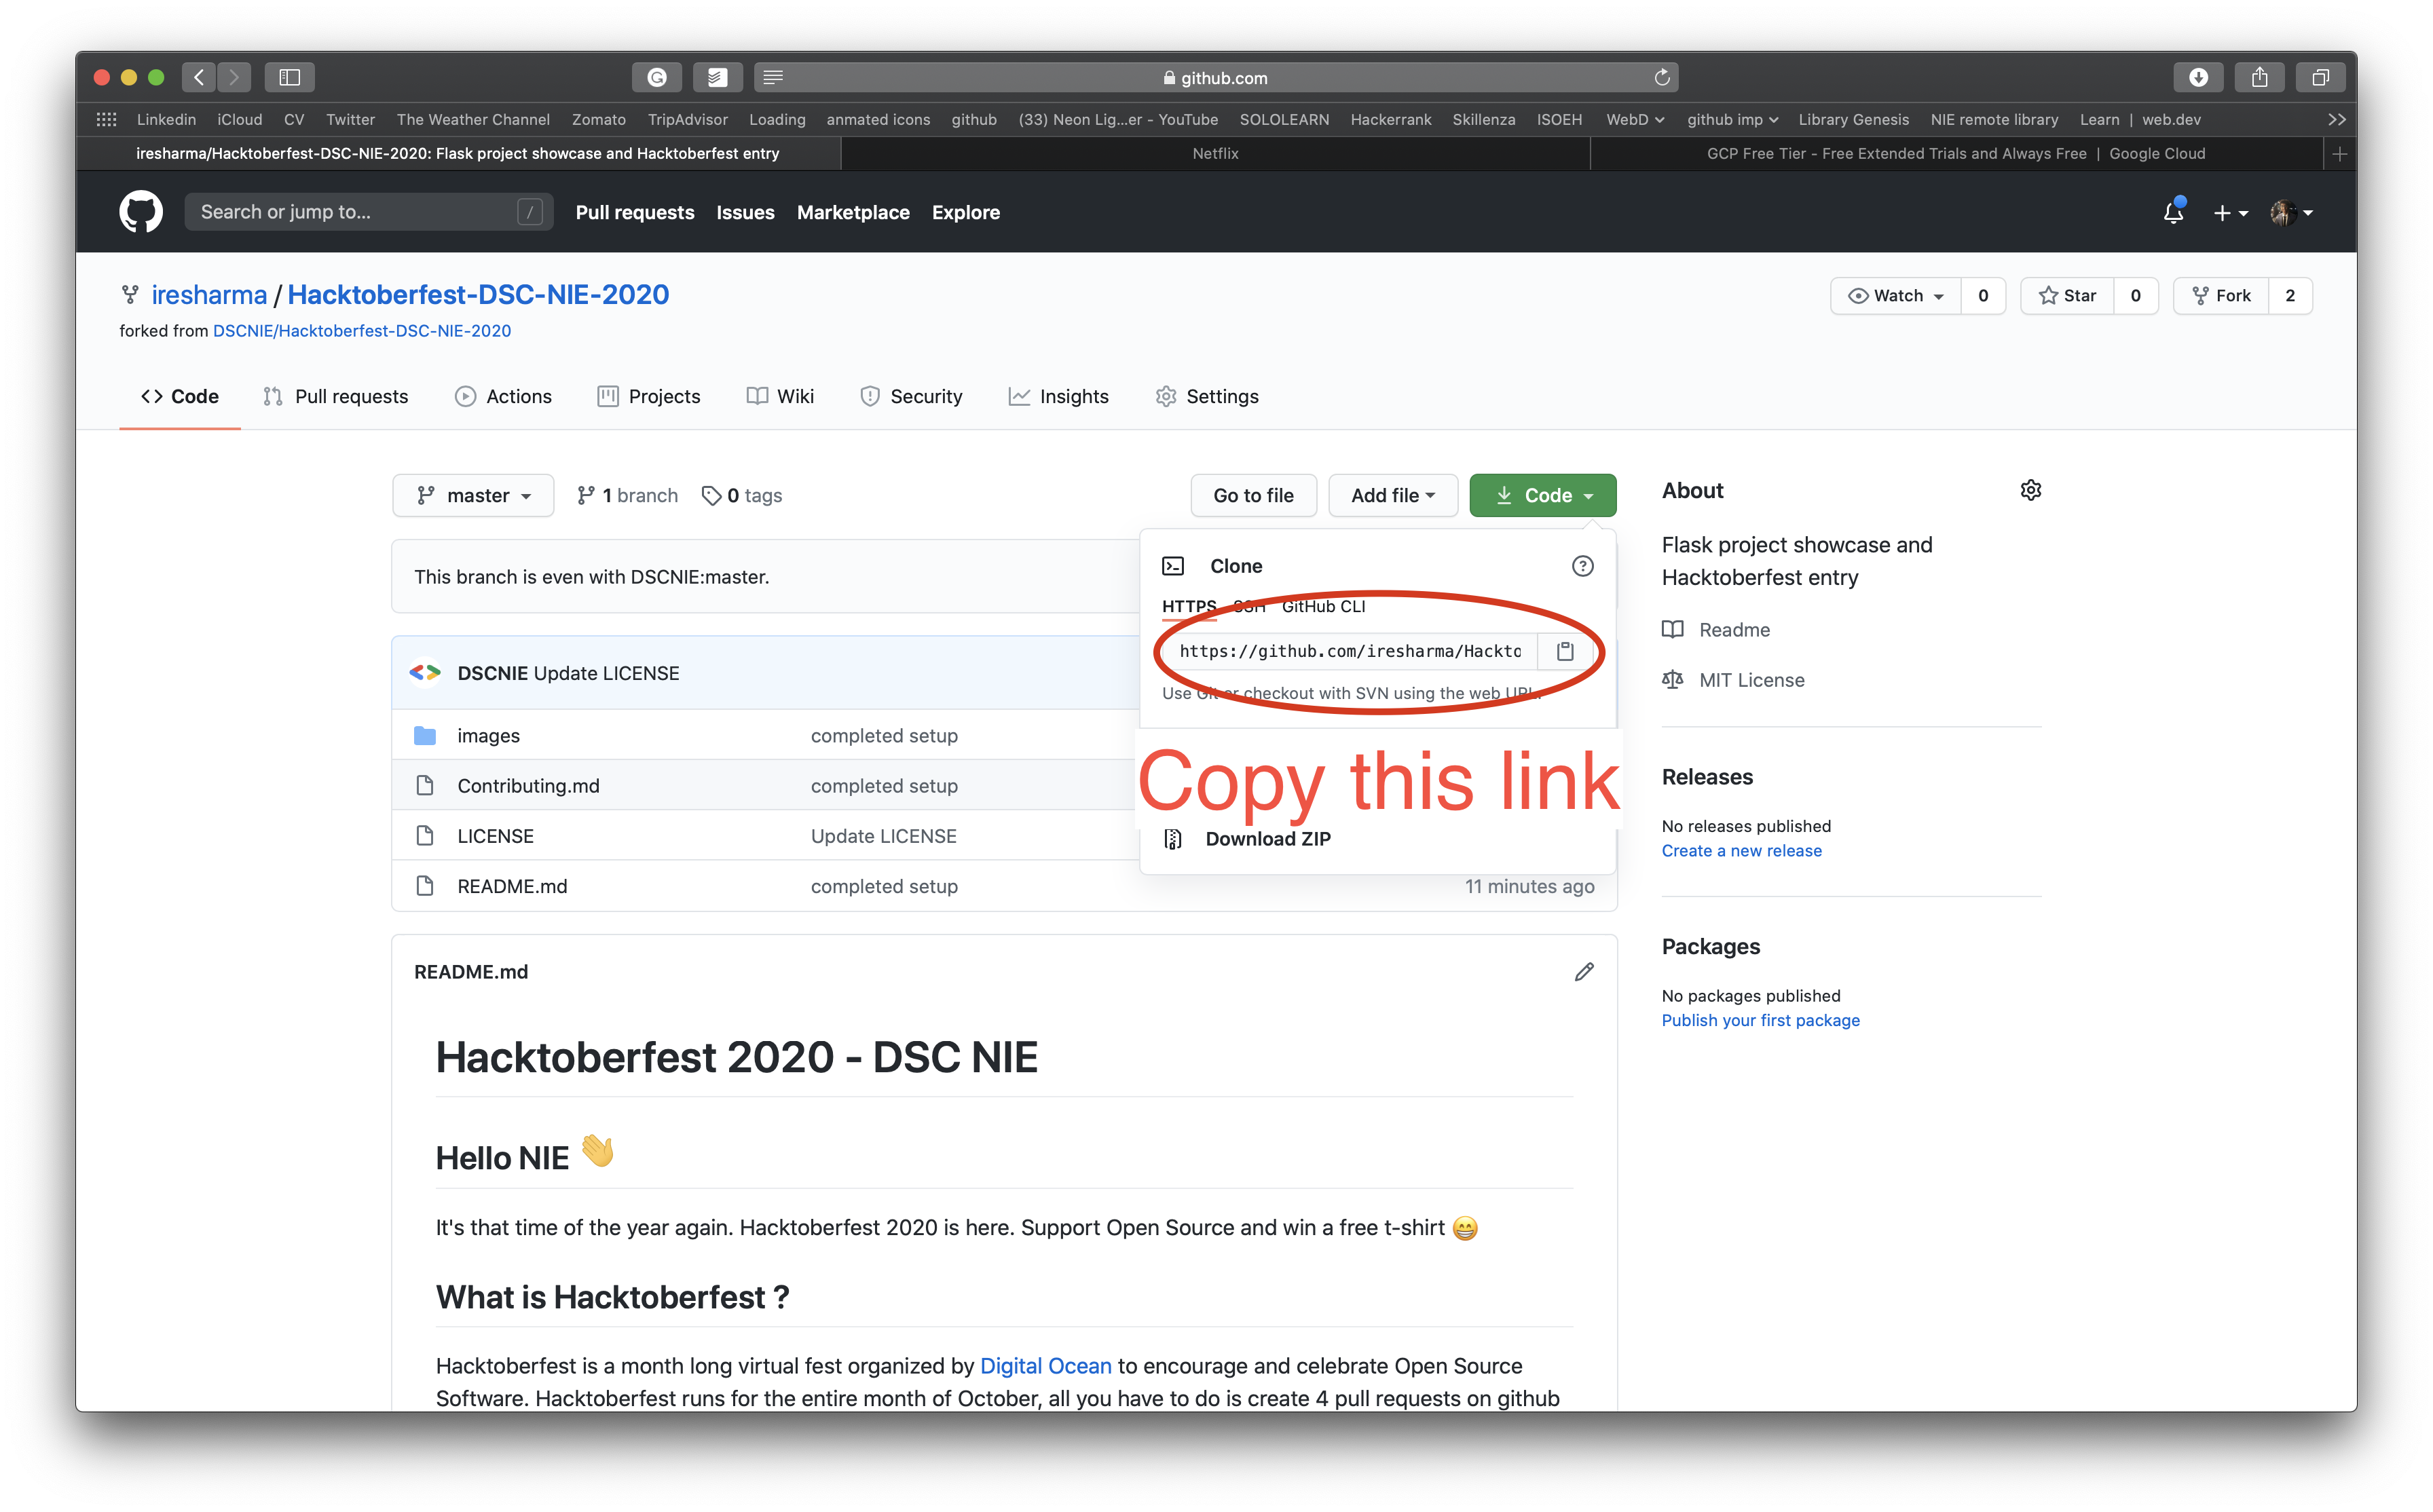 github.com
Linkedin iCloud CV Twitter The Weather Channel Zomato TripAdvisor Loading anmated icons github (33) Neon Lig...er - YouTube SOLOLEARN Hackerrank Skillenza ISOEH WebD github imp Library Genesis NIE remote library Learn | web.dev
iresharma/Hacktoberfest-DSC-NIE-2020: Flask project showcase and Hacktoberfest entry Netflix GCP Free Tier - Free Extended Trials and Always Free | Google Cloud
Search or jump to... / Pull requests Issues Marketplace Explore
iresharma / Hacktoberfest-DSC-NIE-2020 Watch 0 Star 0 Fork 2
forked from DSCNIE/Hacktoberfest-DSC-NIE-2020
Code Pull requests Actions Projects Wiki Security Insights Settings
master 1 branch 0 tags Go to file Add file Code
This branch is even with DSCNIE:master.
Clone
HTTPS SSH GitHub CLI
https://github.com/iresharma/Hackto
Use Git or checkout with SVN using the web URL.
Copy this link
Download ZIP
DSCNIE Update LICENSE
images completed setup
Contributing.md completed setup
LICENSE Update LICENSE
README.md completed setup 11 minutes ago
About
Flask project showcase and
Hacktoberfest entry
Readme
MIT License
Releases
No releases published
Create a new release
Packages
No packages published
Publish your first package
README.md
Hacktoberfest 2020 - DSC NIE
Hello NIE 👋
It's that time of the year again. Hacktoberfest 2020 is here. Support Open Source and win a free t-shirt 😁
What is Hacktoberfest ?
Hacktoberfest is a month long virtual fest organized by Digital Ocean to encourage and celebrate Open Source
Software. Hacktoberfest runs for the entire month of October, all you have to do is create 4 pull requests on github